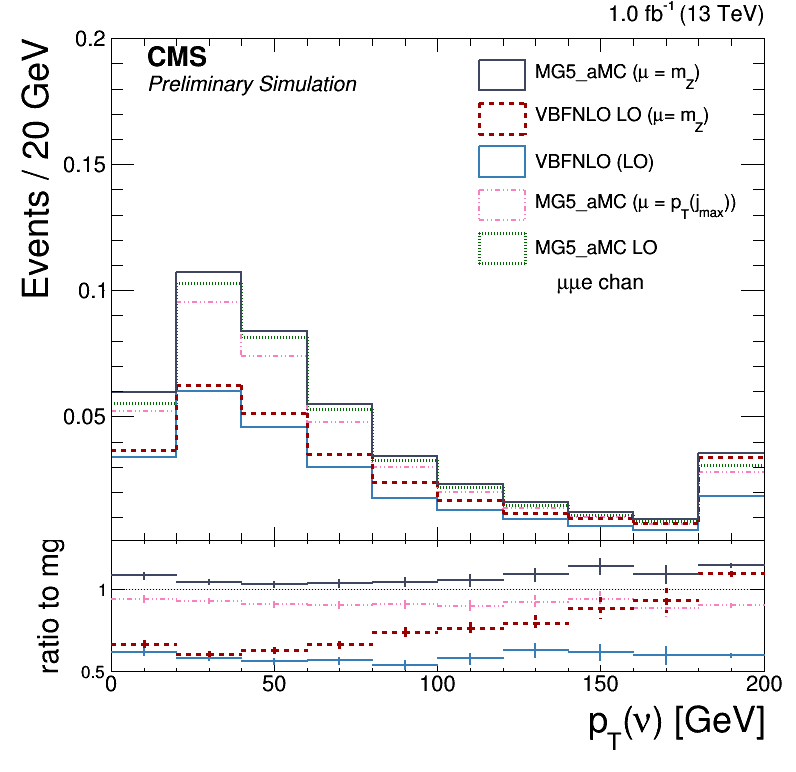 1.0 fb⁻¹ (13 TeV)
CMS
Preliminary Simulation
MG5_aMC (μ = m_Z)
VBFNLO LO (μ= m_Z)
VBFNLO (LO)
MG5_aMC (μ = p_T(j_max))
MG5_aMC LO
μμe chan
Events / 20 GeV
0.2
0.15
0.1
0.05
ratio to mg
1
0.5
0 50 100 150 200
p_T(ν) [GeV]